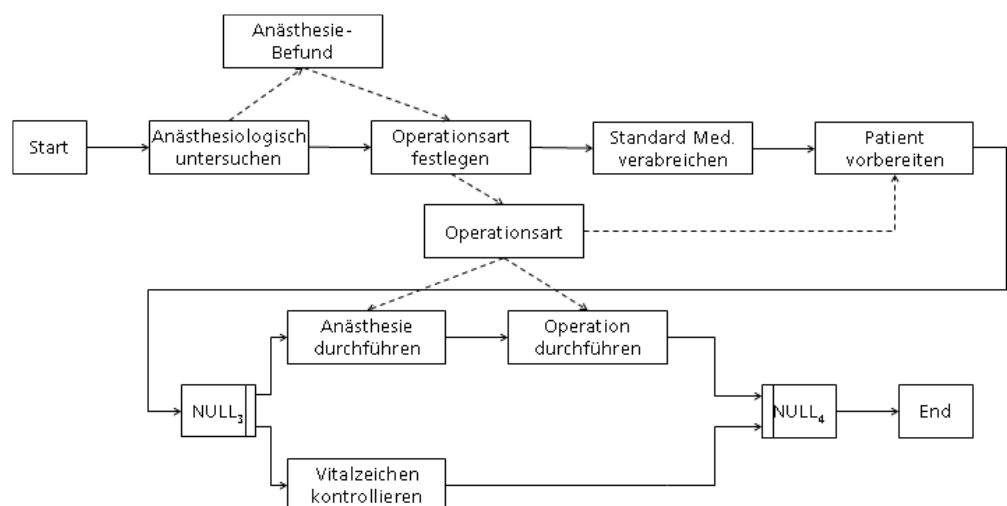 Anästhesie-
Befund
Start
Anästhesiologisch
untersuchen
Operationsart
festlegen
Standard Med.
verabreichen
Patient
vorbereiten
Operationsart
Anästhesie
durchführen
Operation
durchführen
NULL₃
NULL₄
End
Vitalzeichen
kontrollieren